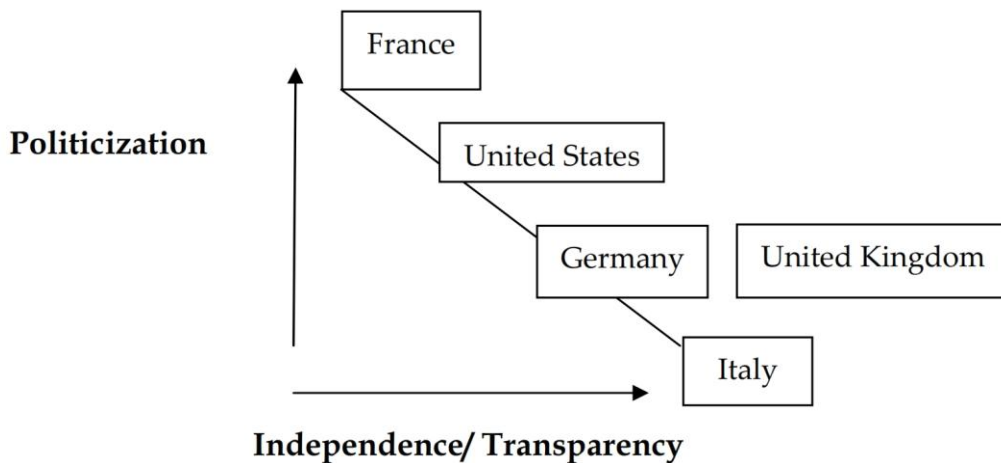 France
Politicization
United States
Germany
United Kingdom
Italy
Independence/ Transparency